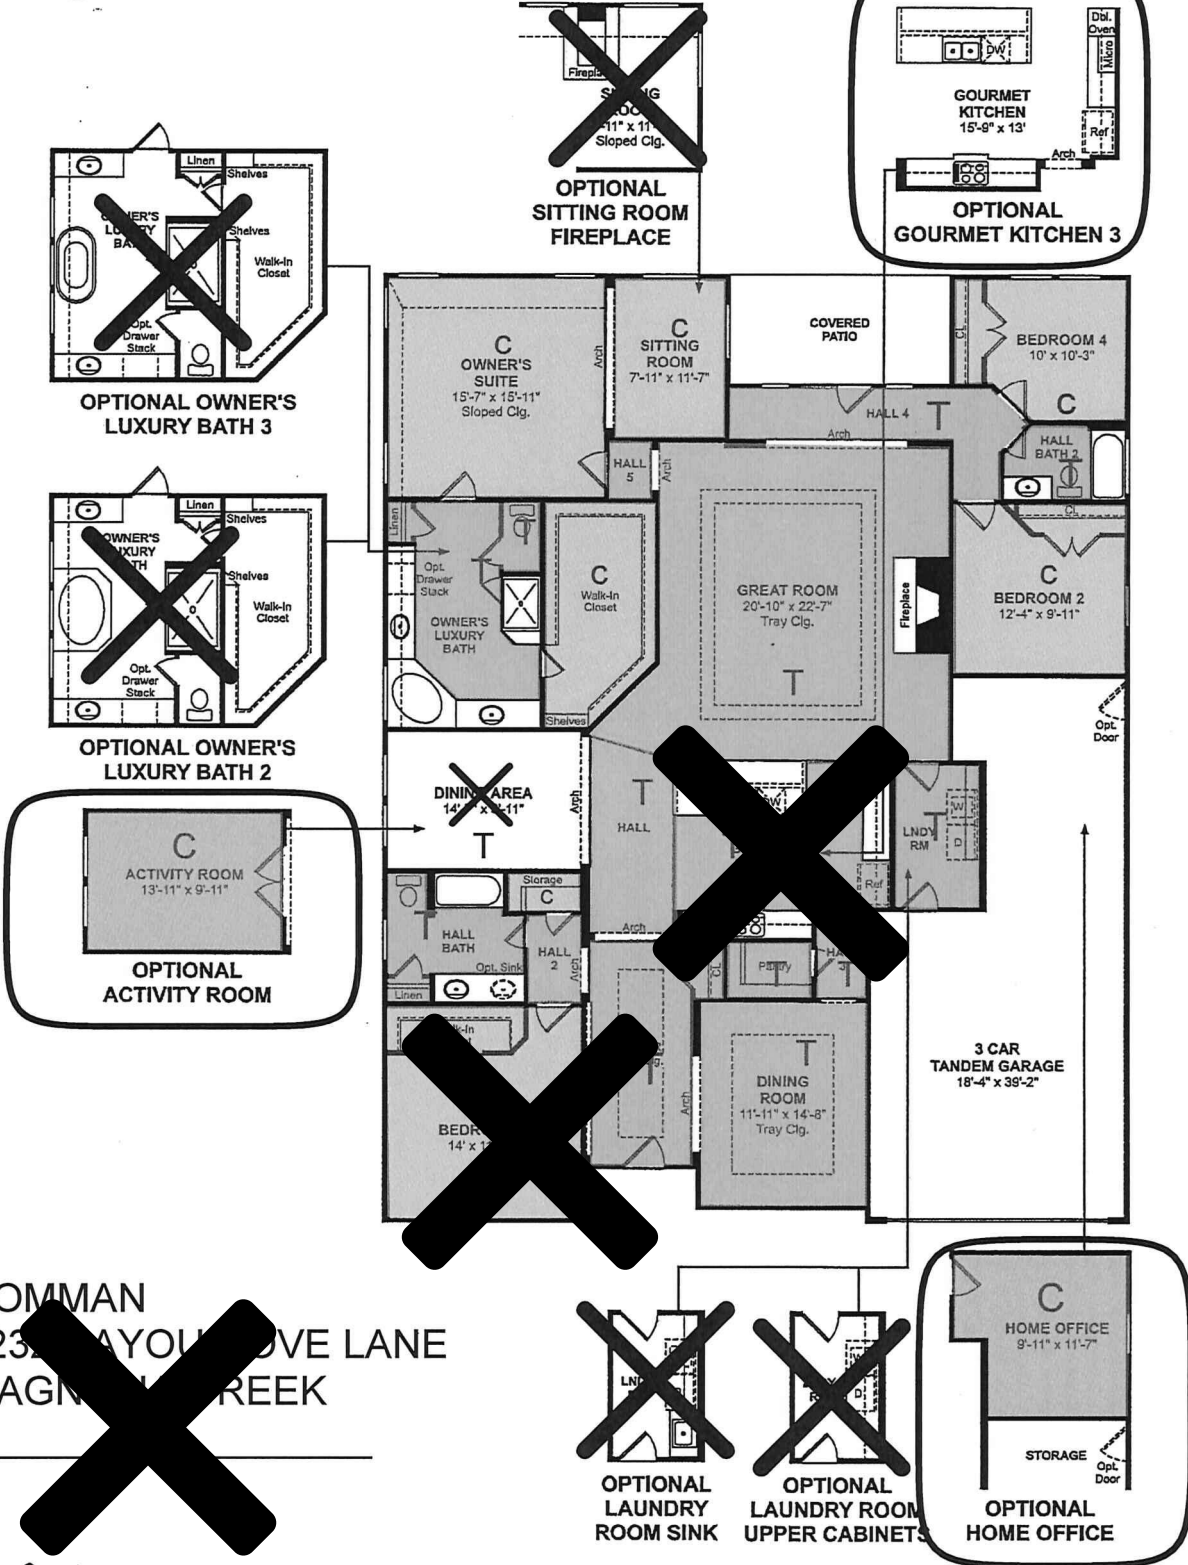 Fireplace
Sloped Clg.
OPTIONAL
SITTING ROOM
FIREPLACE
Dbl.
Oven
Micro
DW
GOURMET
KITCHEN
15'-9" x 13'
Ref
Arch
OPTIONAL
GOURMET KITCHEN 3
Linen
Shelves
Shelves
Walk-In
Closet
Opt.
Drawer
Stack
OPTIONAL OWNER'S
LUXURY BATH 3
Linen
Shelves
OWNER'S
Shelves
Walk-In
Closet
Opt.
Drawer
Stack
OPTIONAL OWNER'S
LUXURY BATH 2
C
OWNER'S
SUITE
15'-7" x 15'-11"
Sloped Clg.
Arch
C
SITTING
ROOM
7'-11" x 11'-7"
COVERED
PATIO
CL
BEDROOM 4
10' x 10'-3"
C
HALL 4
T
Arch
HALL
5
Arch
HALL
BATH 2
T
Linen
T
Opt.
Drawer
Stack
OWNER'S
LUXURY
BATH
C
Walk-In
Closet
Shelves
GREAT ROOM
20'-10" x 22'-7"
Tray Clg.
T
Fireplace
CL
C
BEDROOM 2
12'-4" x 9'-11"
Opt.
Door
DINING AREA
T
Arch
T
HALL
Arch
LNDY
RM
T
W
D
Ref
C
ACTIVITY ROOM
13'-11" x 9'-11"
OPTIONAL
ACTIVITY ROOM
Storage
C
T
HALL
BATH
Opt. Sink
Linen
HALL
2
Arch
CL
Pantry
T
T
DINING
ROOM
11'-11" x 14'-8"
Tray Clg.
Arch
T
3 CAR
TANDEM GARAGE
18'-4" x 39'-2"
OMMAN
OVE LANE
REEK
OPTIONAL
LAUNDRY
ROOM SINK
D
OPTIONAL
LAUNDRY ROOM
UPPER CABINETS
C
HOME OFFICE
9'-11" x 11'-7"
STORAGE
Opt.
Door
OPTIONAL
HOME OFFICE